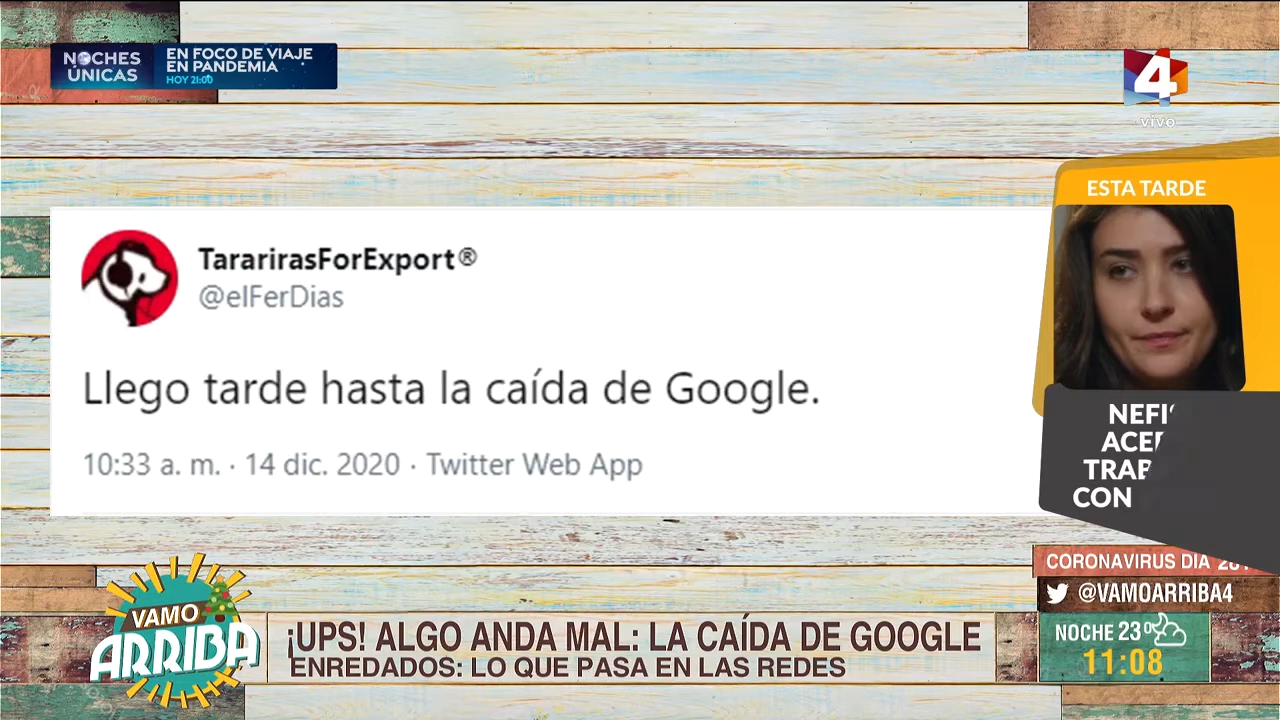 NOCHES
ÚNICAS
EN FOCO DE VIAJE
EN PANDEMIA
HOY 21:00
4
vivo
ESTA TARDE
TararirasForExport®
@elFerDias
Llego tarde hasta la caída de Google.
10:33 a. m. · 14 dic. 2020 · Twitter Web App
CON
VAMO
ARRIBA
¡UPS! ALGO ANDA MAL: LA CAÍDA DE GOOGLE
ENREDADOS: LO QUE PASA EN LAS REDES
CORONAVIRUS DIA
@VAMOARRIBA4
NOCHE 23º
11:08